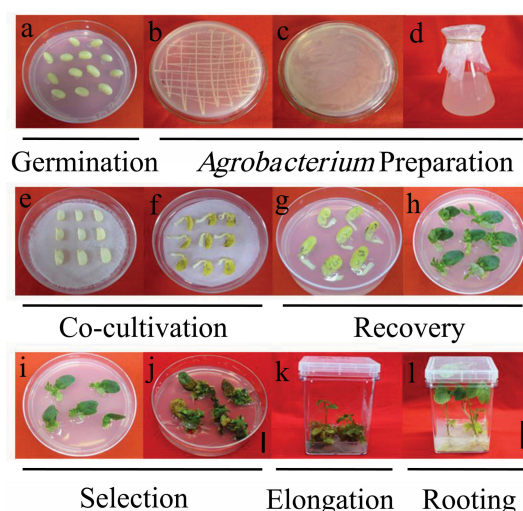 a b c d
Germination Agrobacterium Preparation
e f g h
Co-cultivation Recovery
i j k l
Selection Elongation Rooting